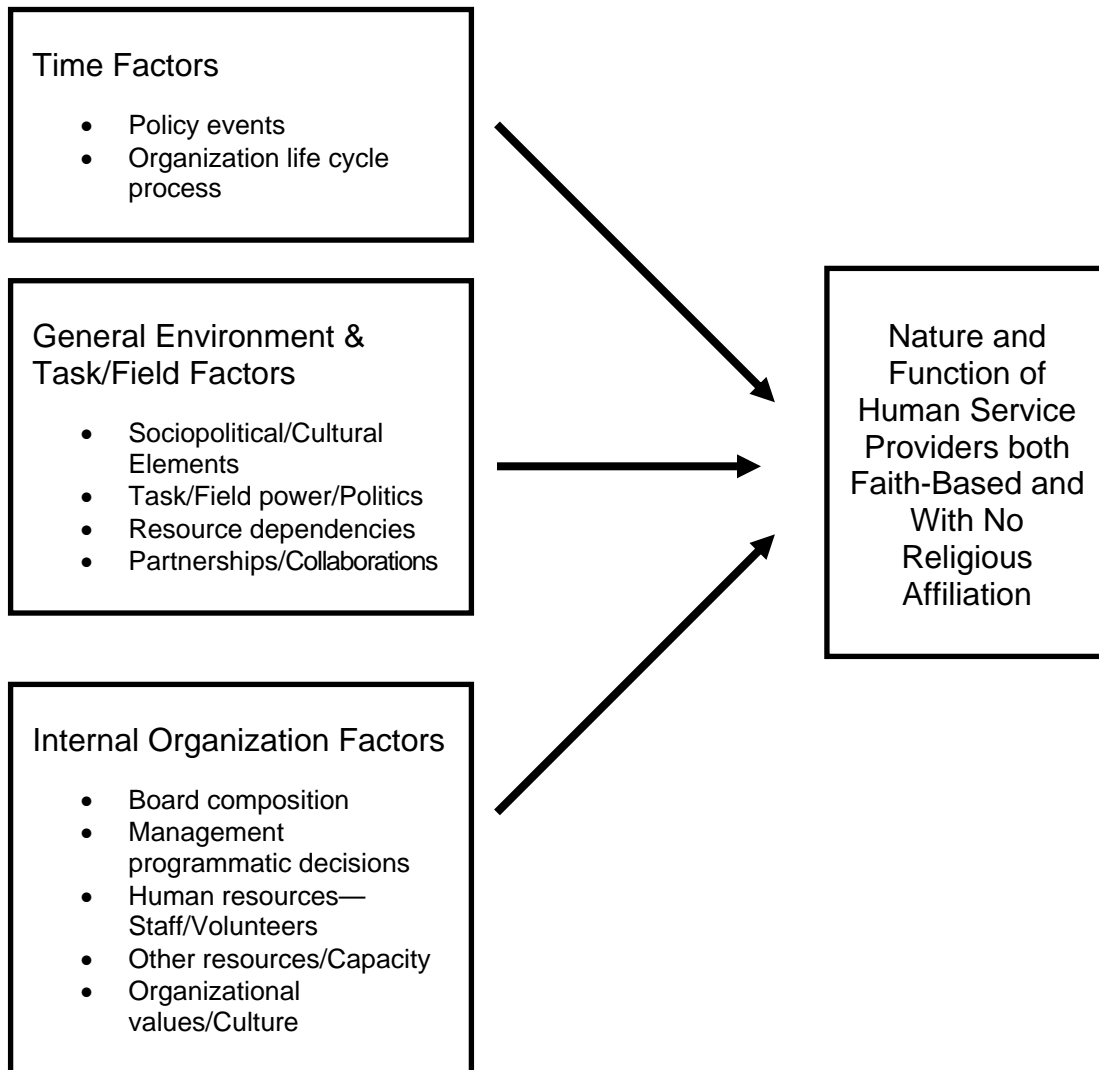 Time Factors
• Policy events
• Organization life cycle
process
General Environment &
Task/Field Factors
• Sociopolitical/Cultural
Elements
• Task/Field power/Politics
• Resource dependencies
• Partnerships/Collaborations
Internal Organization Factors
• Board composition
• Management
programmatic decisions
• Human resources—
Staff/Volunteers
• Other resources/Capacity
• Organizational
values/Culture
Nature and
Function of
Human Service
Providers both
Faith-Based and
With No
Religious
Affiliation